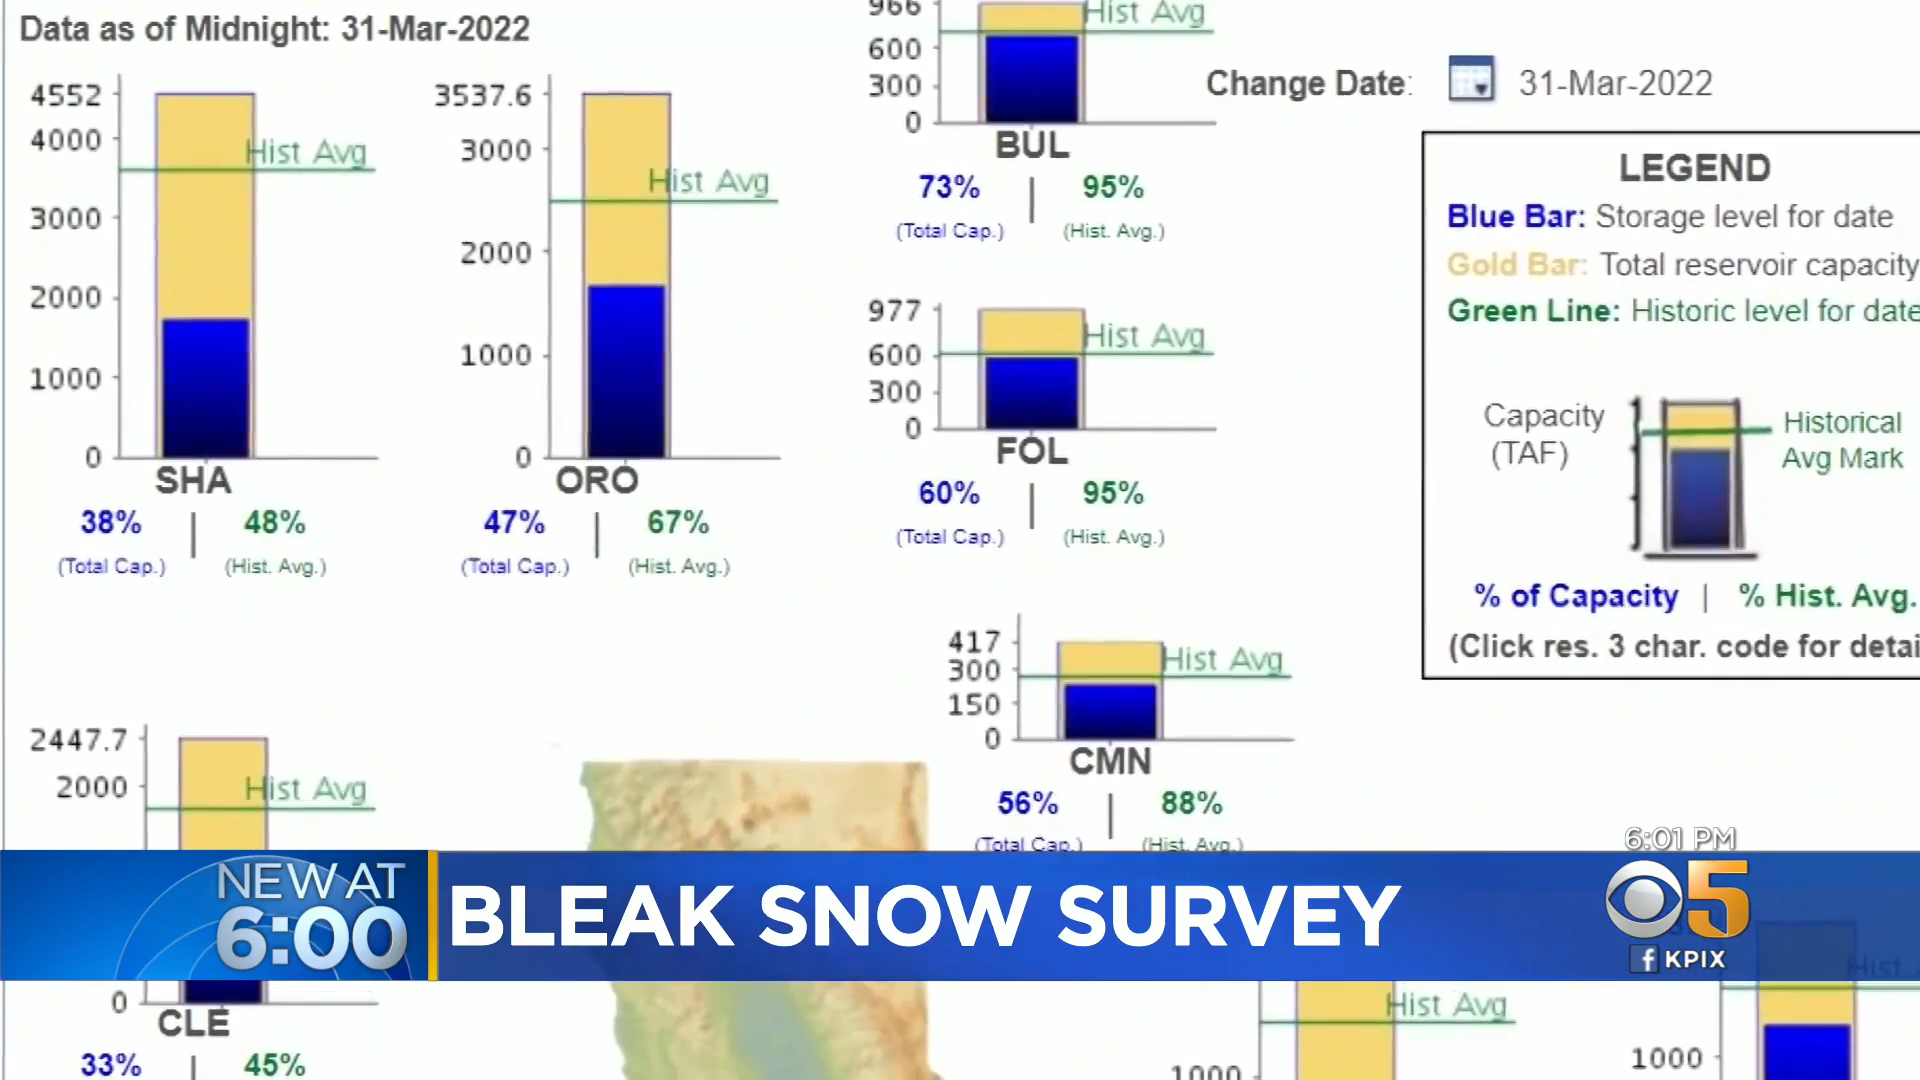 Data as of Midnight: 31-Mar-2022
4552
4000
3000
2000
1000
0
Hist Avg
SHA
38% | 48%
(Total Cap.) (Hist. Avg.)
3537.6
3000
2000
1000
0
Hist Avg
ORO
47% | 67%
(Total Cap.) (Hist. Avg.)
966
600
300
0
Hist Avg
BUL
73% | 95%
(Total Cap.) (Hist. Avg.)
977
600
300
0
Hist Avg
FOL
60% | 95%
(Total Cap.) (Hist. Avg.)
417
300
150
0
Hist Avg
CMN
56% | 88%
(Total Cap.) (Hist. Avg.)
Change Date: 31-Mar-2022
LEGEND
Blue Bar: Storage level for date
Gold Bar: Total reservoir capacity
Green Line: Historic level for date
Capacity
(TAF)
Historical
Avg Mark
% of Capacity | % Hist. Avg.
(Click res. 3 char. code for detai
2447.7
2000
0
Hist Avg
CLE
33% | 45%
6:01 PM
NEW AT
6:00
BLEAK SNOW SURVEY
5
f KPIX
Hist Avg
1000
Hist
1000